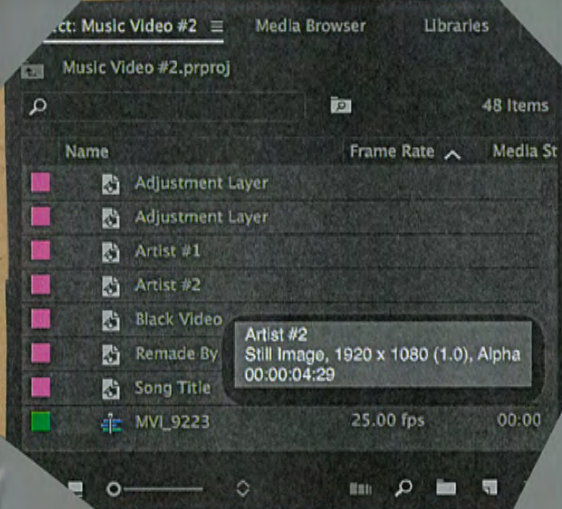 ct: Music Video #2
Media Browser
Libraries
Music Video #2.prproj
48 Items
Name
Frame Rate
Media St
Adjustment Layer
Adjustment Layer
Artist #1
Artist #2
Black Video
Remade By
Song Title
Artist #2
Still Image, 1920 x 1080 (1.0), Alpha
00:00:04:29
MVI_9223
25.00 fps
00:00